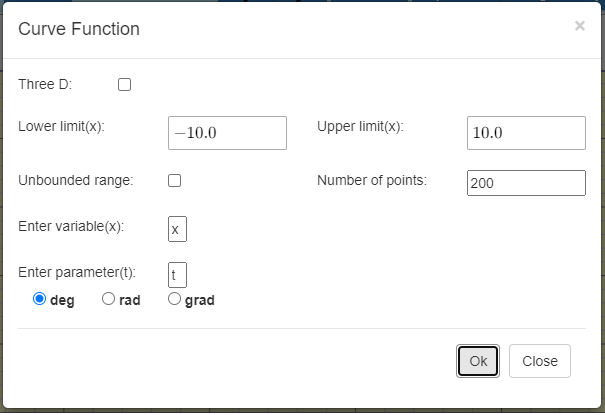 Curve Function
×
Three D:
Lower limit(x): −10.0 Upper limit(x): 10.0
Unbounded range: Number of points: 200
Enter variable(x): x
Enter parameter(t): t
deg rad grad
Ok Close